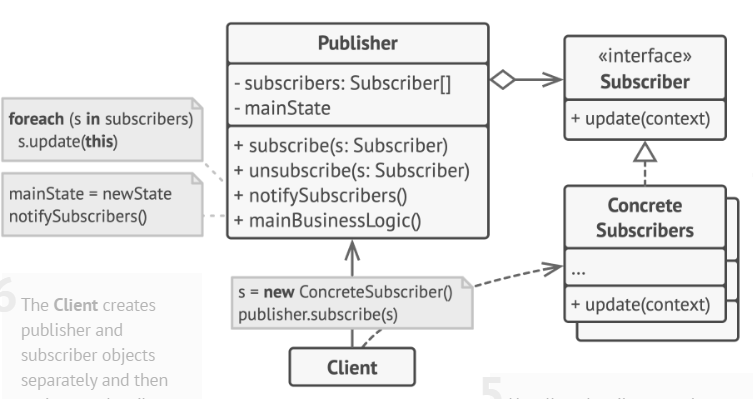 Publisher
- subscribers: Subscriber[]
- mainState
+ subscribe(s: Subscriber)
+ unsubscribe(s: Subscriber)
+ notifySubscribers()
+ mainBusinessLogic()
«interface»
Subscriber
+ update(context)
foreach (s in subscribers)
s.update(this)
mainState = newState
notifySubscribers()
Concrete
Subscribers
...
+ update(context)
s = new ConcreteSubscriber()
publisher.subscribe(s)
Client
6
The Client creates
publisher and
subscriber objects
separately and then
5